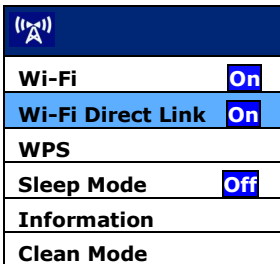 Wi-Fi On
Wi-Fi Direct Link On
WPS
Sleep Mode Off
Information
Clean Mode